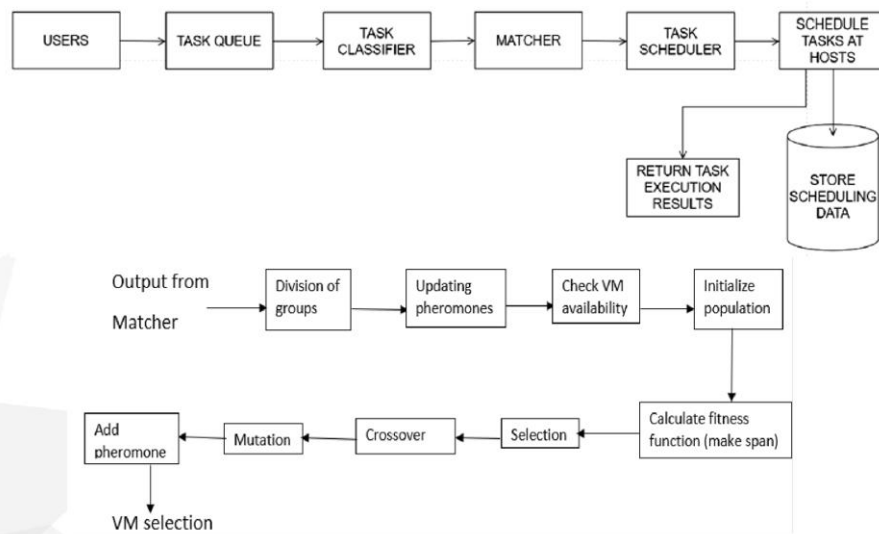 USERS
TASK QUEUE
TASK
CLASSIFIER
MATCHER
TASK
SCHEDULER
SCHEDULE
TASKS AT
HOSTS
RETURN TASK
EXECUTION
RESULTS
STORE
SCHEDULING
DATA
Output from
Matcher
Division of
groups
Updating
pheromones
Check VM
availability
Initialize
population
Calculate fitness
function (make span)
Selection
Crossover
Mutation
Add
pheromone
VM selection